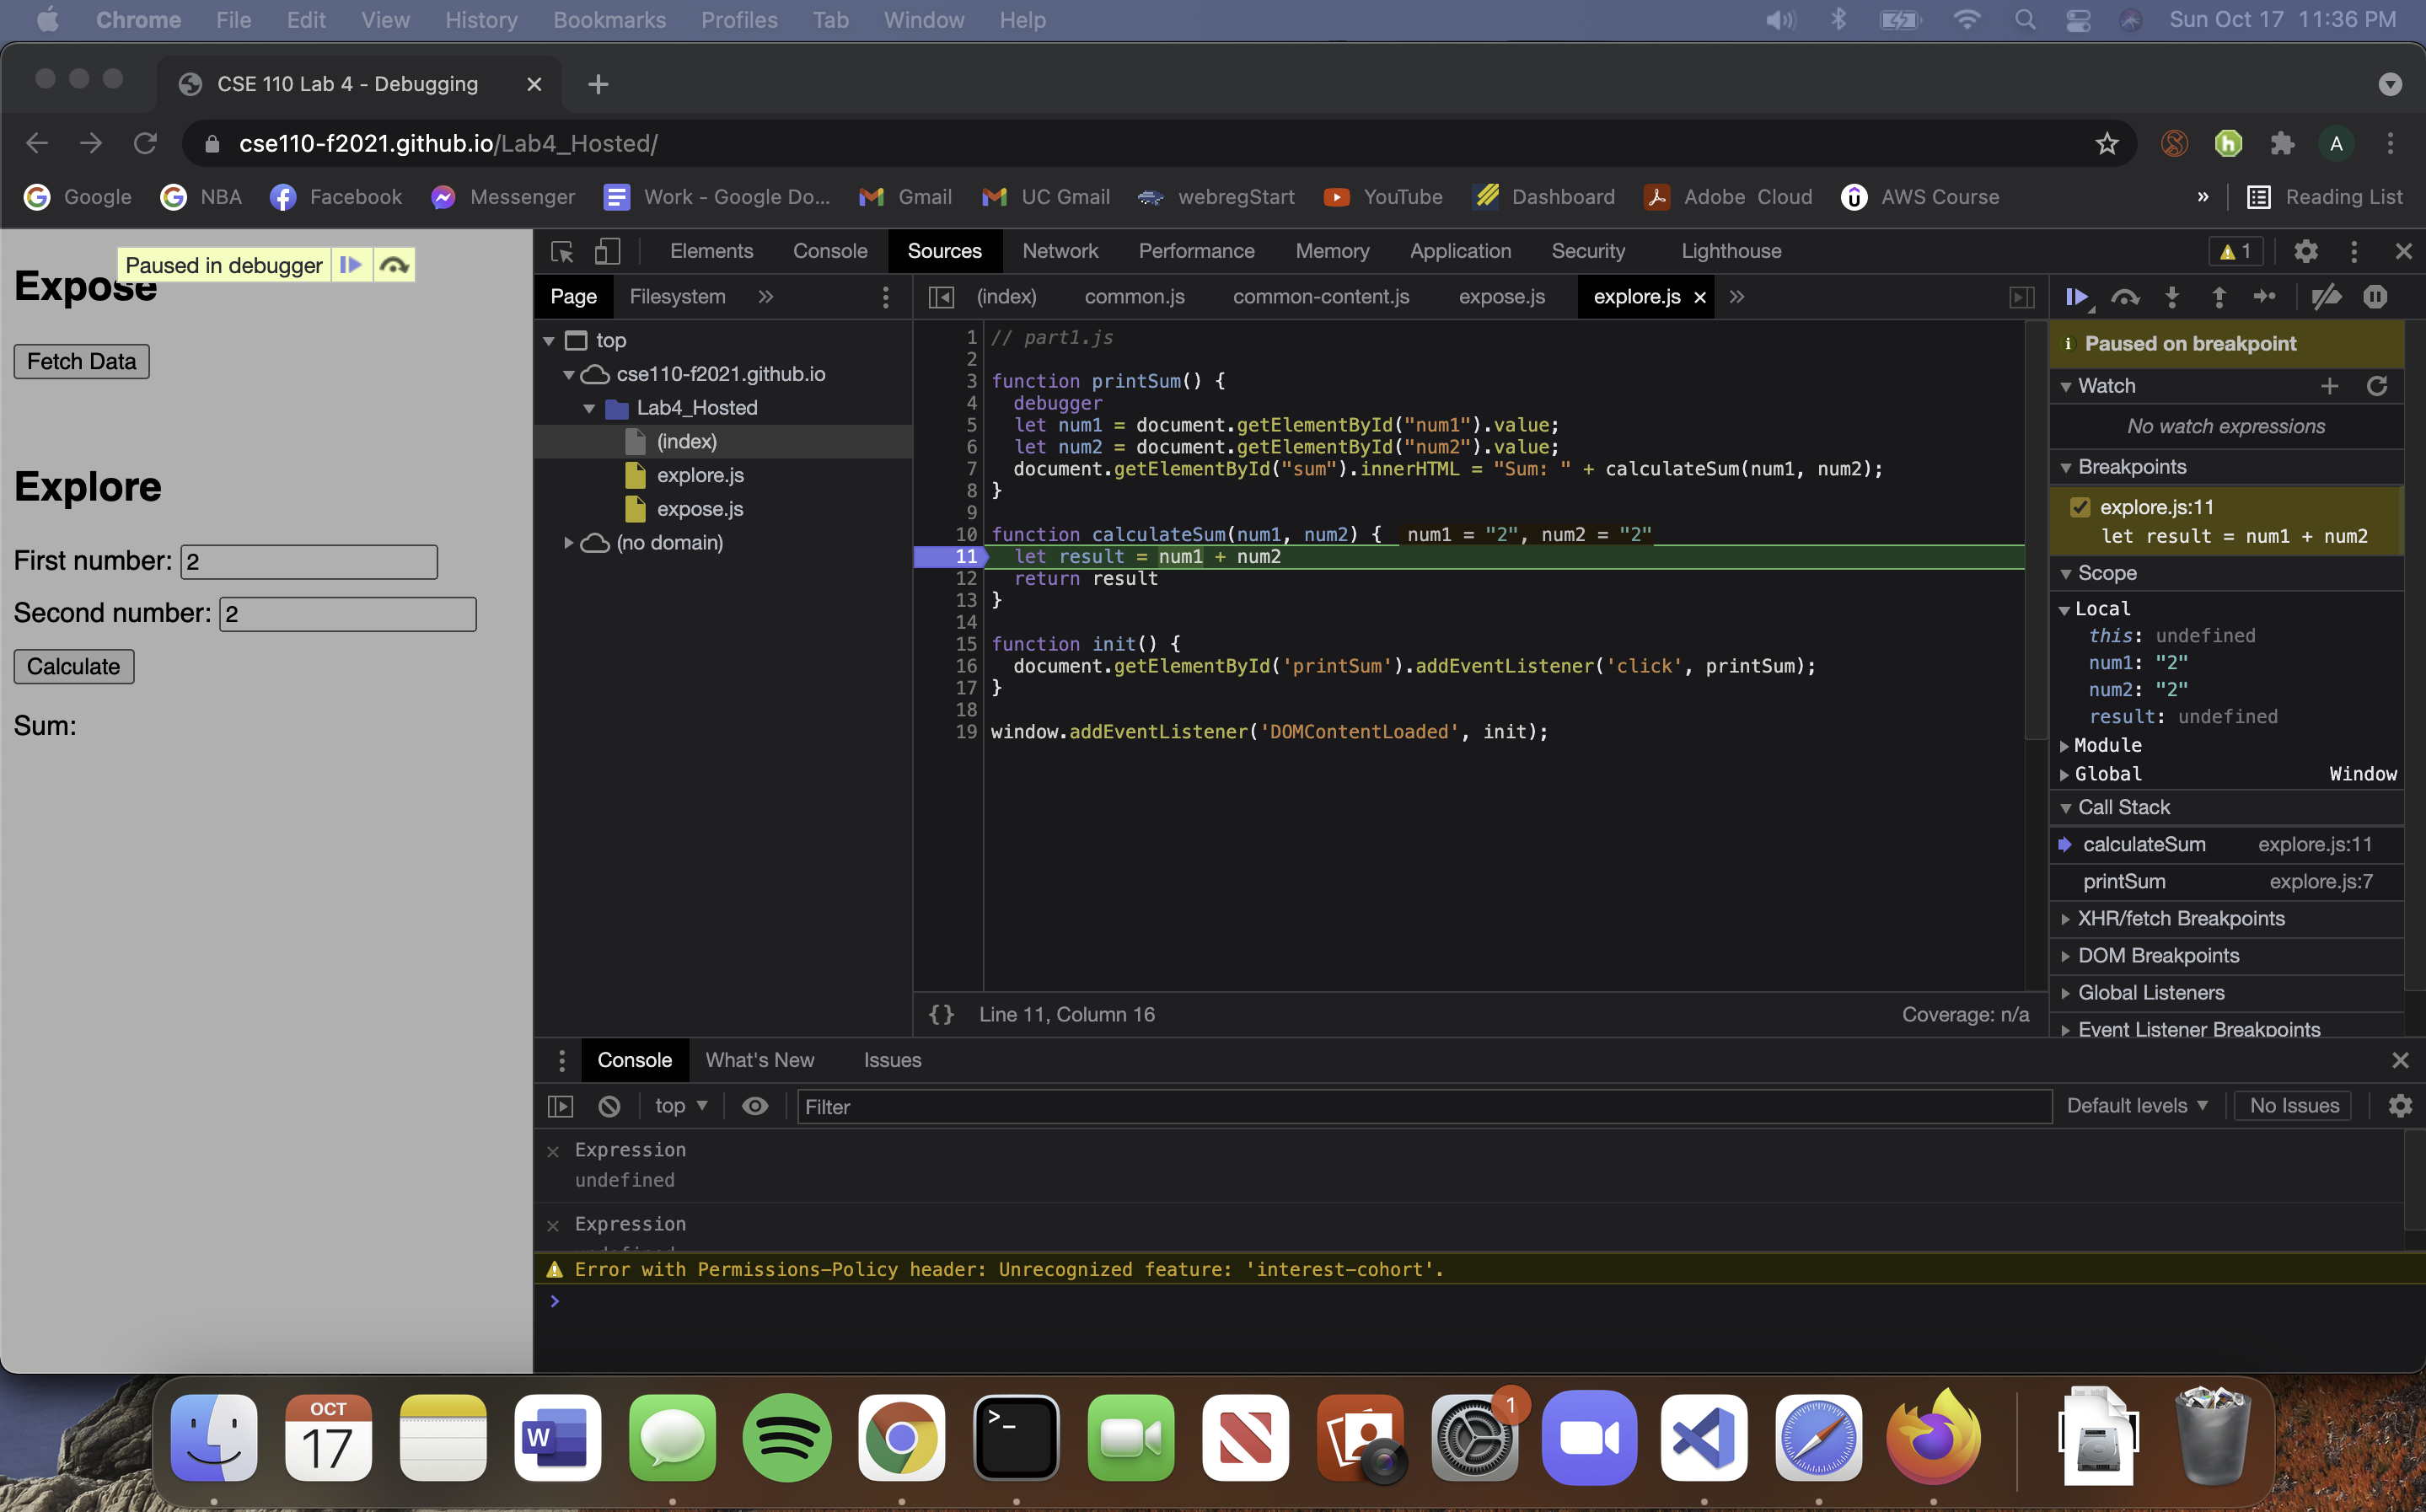 Chrome File Edit View History Bookmarks Profiles Tab Window Help Sun Oct 17 11:36 PM
CSE 110 Lab 4 - Debugging
cse110-f2021.github.io/Lab4_Hosted/ A
Google NBA Facebook Messenger Work - Google Do... Gmail UC Gmail webregStart YouTube Dashboard Adobe Cloud AWS Course » Reading List
Paused in debugger
Expose
Fetch Data
Explore
First number: 2
Second number: 2
Calculate
Sum:
Elements Console Sources Network Performance Memory Application Security Lighthouse 1
Page Filesystem »
top
cse110-f2021.github.io
Lab4_Hosted
(index)
explore.js
expose.js
(no domain)
(index) common.js common-content.js expose.js explore.js »
1 // part1.js
2
3 function printSum() {
4 debugger
5 let num1 = document.getElementById("num1").value;
6 let num2 = document.getElementById("num2").value;
7 document.getElementById("sum").innerHTML = "Sum: " + calculateSum(num1, num2);
8 }
9
10 function calculateSum(num1, num2) { num1 = "2", num2 = "2"
11 let result = num1 + num2
12 return result
13 }
14
15 function init() {
16 document.getElementById('printSum').addEventListener('click', printSum);
17 }
18
19 window.addEventListener('DOMContentLoaded', init);
{} Line 11, Column 16 Coverage: n/a
Paused on breakpoint
Watch
No watch expressions
Breakpoints
explore.js:11
let result = num1 + num2
Scope
Local
this: undefined
num1: "2"
num2: "2"
result: undefined
Module
Global Window
Call Stack
calculateSum explore.js:11
printSum explore.js:7
XHR/fetch Breakpoints
DOM Breakpoints
Global Listeners
Event Listener Breakpoints
Console What's New Issues
top Filter Default levels No Issues
Expression
undefined
Expression
undefined
Error with Permissions-Policy header: Unrecognized feature: 'interest-cohort'.
>
OCT
17
W
>_
1